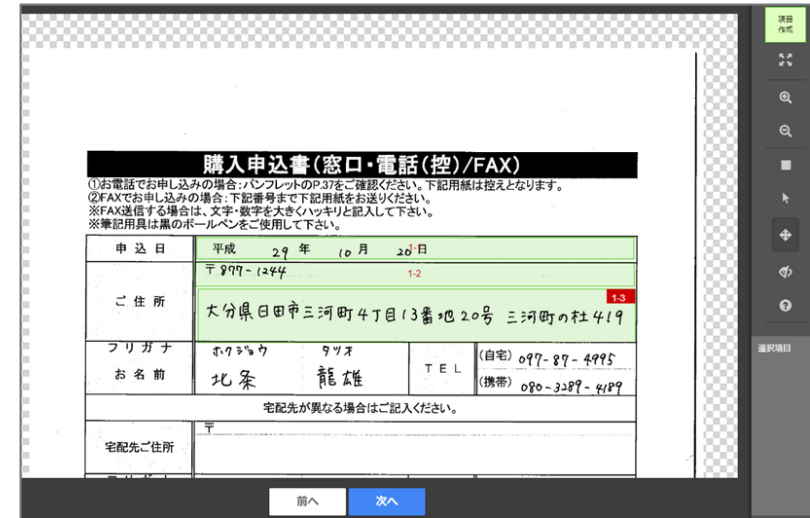 項目
作成
購入申込書(窓口・電話(控)/FAX)
①お電話でお申し込みの場合:パンフレットのP.37をご確認ください。下記用紙は控えとなります。
②FAXでお申し込みの場合:下記番号まで下記用紙をお送りください。
※FAX送信する場合は、文字・数字を大きくハッキリと記入して下さい。
※筆記用具は黒のボールペンをご使用して下さい。
申込日 平成 29 年 10 月 20 日
〒877-1244 1-2
1-3
ご住所 大分県日田市三河町4丁目13番地20号 三河町の杜419
フリガナ ホウジョウ タツオ
お名前 北条 龍雄
TEL (自宅) 097-87-4995
(携帯) 080-3289-4189
宅配先が異なる場合はご記入ください。
宅配先ご住所 〒
選択項目
前へ 次へ